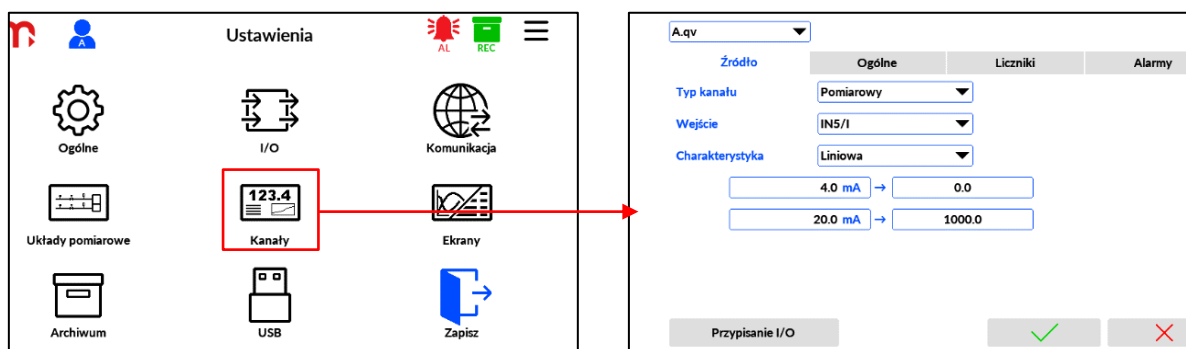 A
Ustawienia
AL
REC
Ogólne
I/O
Komunikacja
Układy pomiarowe
123.4
Kanały
Ekrany
Archiwum
USB
Zapisz
A.qv
Źródło Ogólne Liczniki Alarmy
Typ kanału Pomiarowy
Wejście IN5/I
Charakterystyka Liniowa
4.0 mA → 0.0
20.0 mA → 1000.0
Przypisanie I/O